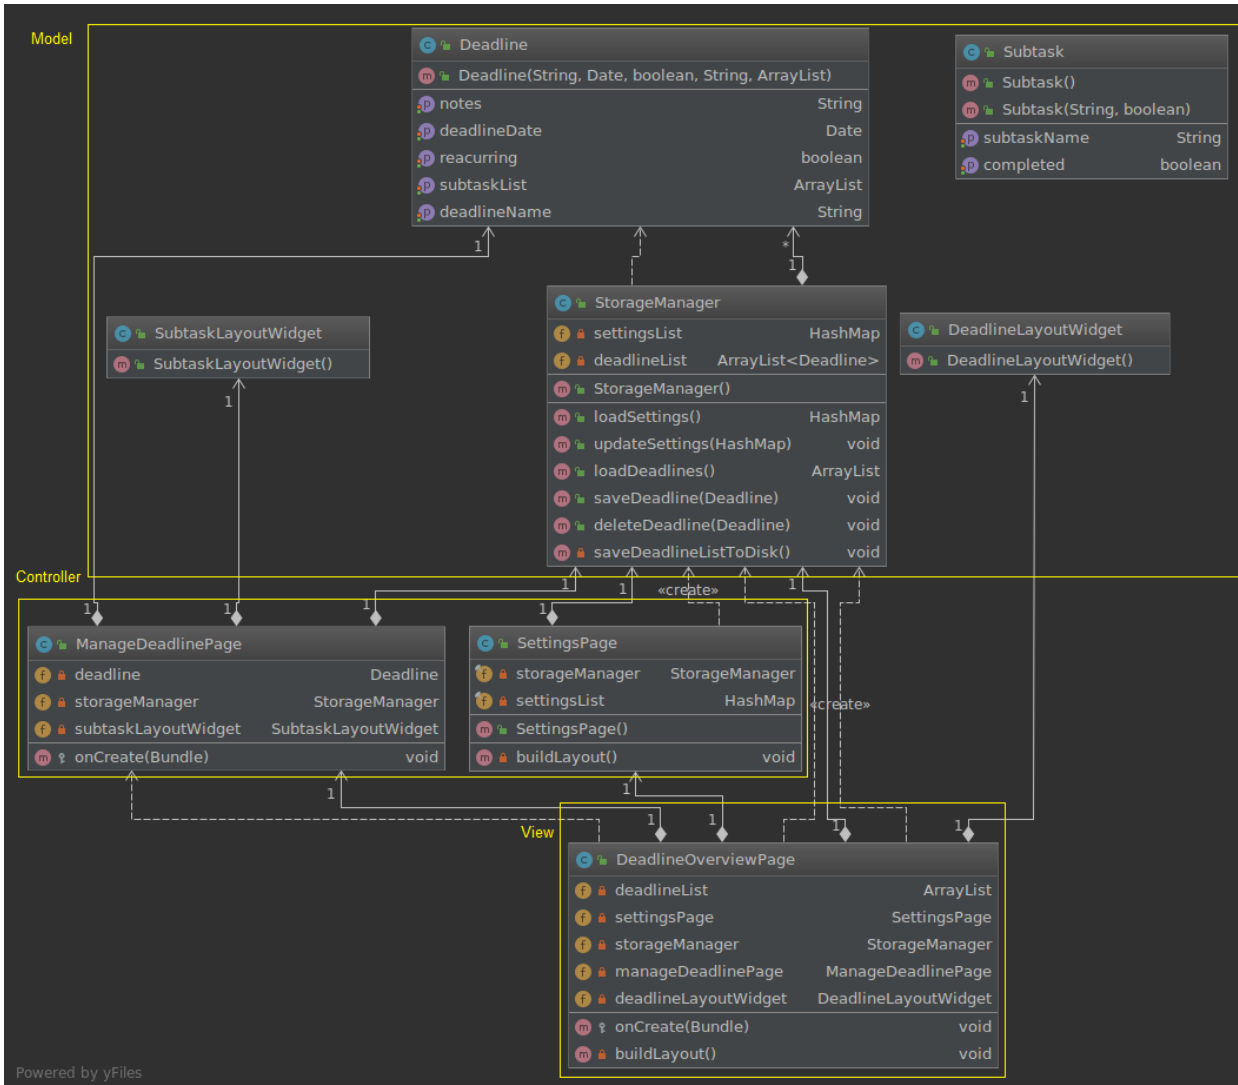 Model
Deadline
Deadline(String, Date, boolean, String, ArrayList)
notes String
deadlineDate Date
reacurring boolean
subtaskList ArrayList
deadlineName String
Subtask
Subtask()
Subtask(String, boolean)
subtaskName String
completed boolean
1
*
1
StorageManager
settingsList HashMap
deadlineList ArrayList<Deadline>
StorageManager()
loadSettings() HashMap
updateSettings(HashMap) void
loadDeadlines() ArrayList
saveDeadline(Deadline) void
deleteDeadline(Deadline) void
saveDeadlineListToDisk() void
SubtaskLayoutWidget
SubtaskLayoutWidget()
1
DeadlineLayoutWidget
DeadlineLayoutWidget()
1
Controller
1 1 «create» 1
1 1 1 1
ManageDeadlinePage
deadline Deadline
storageManager StorageManager
subtaskLayoutWidget SubtaskLayoutWidget
onCreate(Bundle) void
SettingsPage
storageManager StorageManager
settingsList HashMap
SettingsPage()
buildLayout() void
«create»
1 1
View
1 1 1 1
DeadlineOverviewPage
deadlineList ArrayList
settingsPage SettingsPage
storageManager StorageManager
manageDeadlinePage ManageDeadlinePage
deadlineLayoutWidget DeadlineLayoutWidget
onCreate(Bundle) void
buildLayout() void
Powered by yFiles